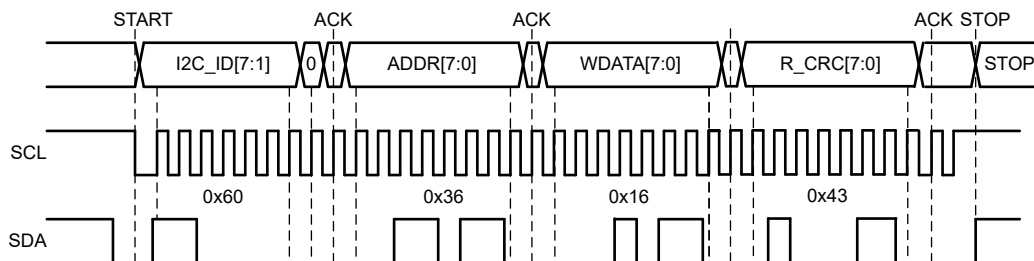 START ACK ACK ACK STOP
I2C_ID[7:1] 0 ADDR[7:0] WDATA[7:0] R_CRC[7:0] STOP
SCL
0x60 0x36 0x16 0x43
SDA